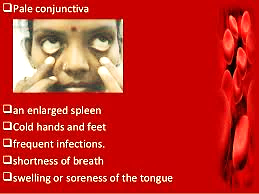 Pale conjunctiva
an enlarged spleen
Cold hands and feet
frequent infections.
shortness of breath
swelling or soreness of the tongue